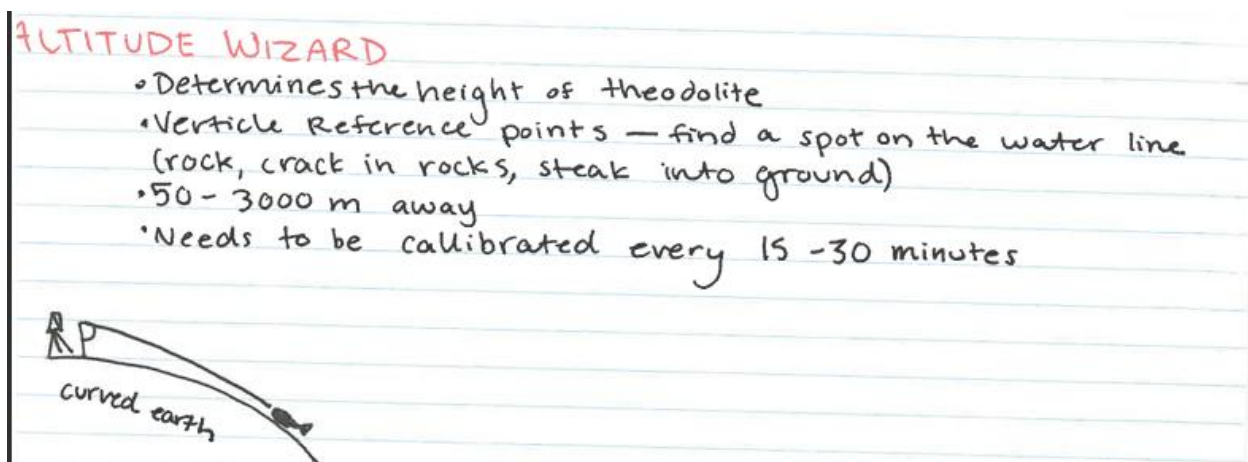 ALTITUDE WIZARD
• Determines the height of theodolite
• Verticle Reference points — find a spot on the water line
(rock, crack in rocks, steak into ground)
• 50 - 3000 m away
• Needs to be callibrated every 15 - 30 minutes
curved earth